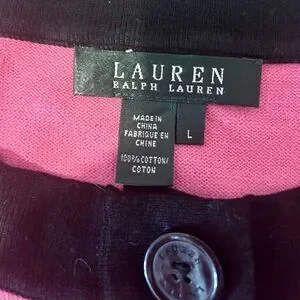 LAUREN
RALPH LAUREN
MADE IN
CHINA
FABRIQUE EN
CHINE
L
100% COTTON/
COTON